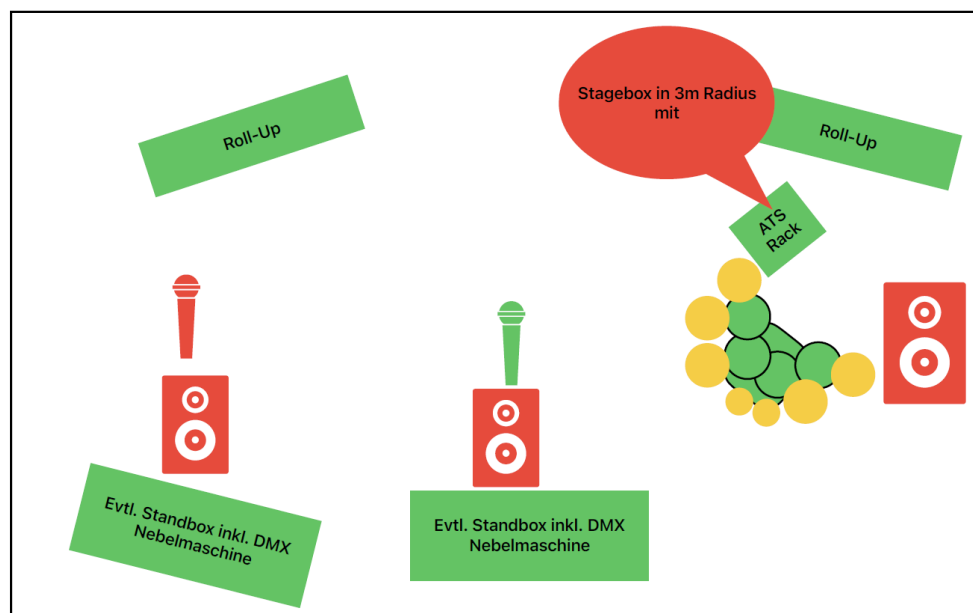 Stagebox in 3m Radius
mit
Roll-Up
Roll-Up
ATS
Rack
Evtl. Standbox inkl. DMX
Nebelmaschine
Evtl. Standbox inkl. DMX
Nebelmaschine